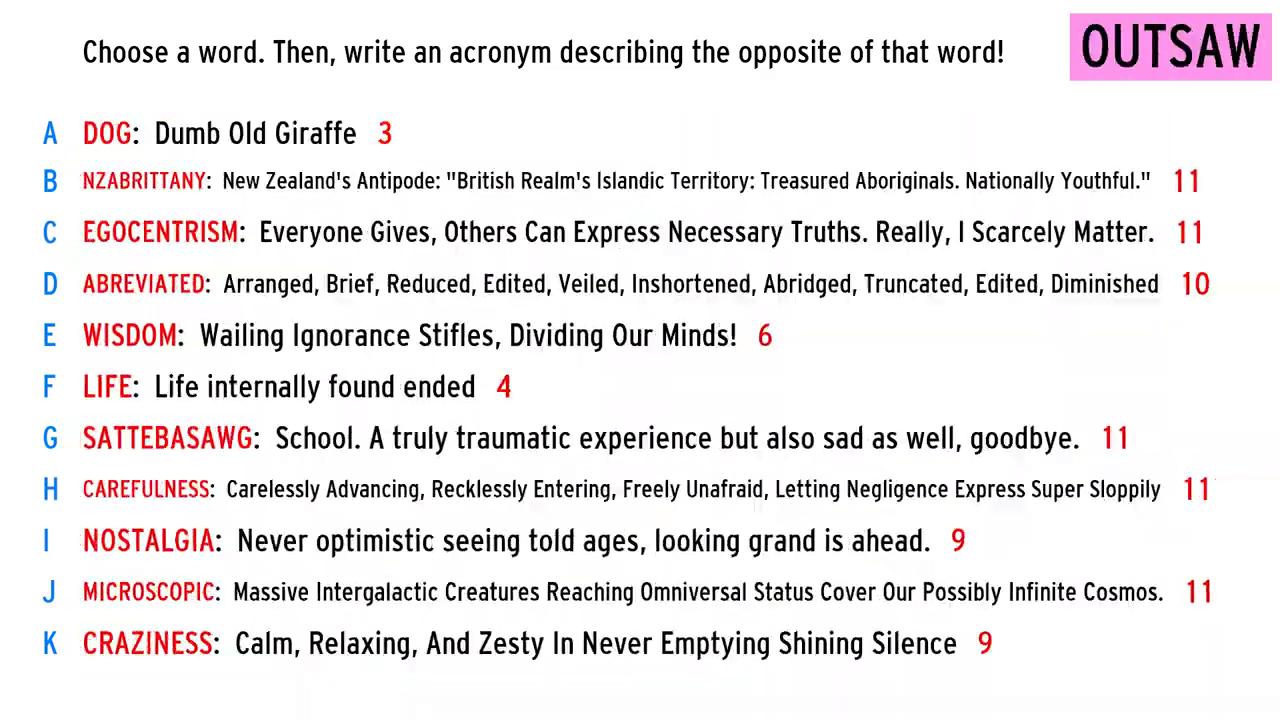 Choose a word. Then, write an acronym describing the opposite of that word!
OUTSAW
A DOG: Dumb Old Giraffe 3
B NZABRITTANY: New Zealand's Antipode: "British Realm's Islandic Territory: Treasured Aboriginals. Nationally Youthful." 11
C EGOCENTRISM: Everyone Gives, Others Can Express Necessary Truths. Really, I Scarcely Matter. 11
D ABREVIATED: Arranged, Brief, Reduced, Edited, Veiled, Inshortened, Abridged, Truncated, Edited, Diminished 10
E WISDOM: Wailing Ignorance Stifles, Dividing Our Minds! 6
F LIFE: Life internally found ended 4
G SATTEBASAWG: School. A truly traumatic experience but also sad as well, goodbye. 11
H CAREFULNESS: Carelessly Advancing, Recklessly Entering, Freely Unafraid, Letting Negligence Express Super Sloppily 11
I NOSTALGIA: Never optimistic seeing told ages, looking grand is ahead. 9
J MICROSCOPIC: Massive Intergalactic Creatures Reaching Omniversal Status Cover Our Possibly Infinite Cosmos. 11
K CRAZINESS: Calm, Relaxing, And Zesty In Never Emptying Shining Silence 9